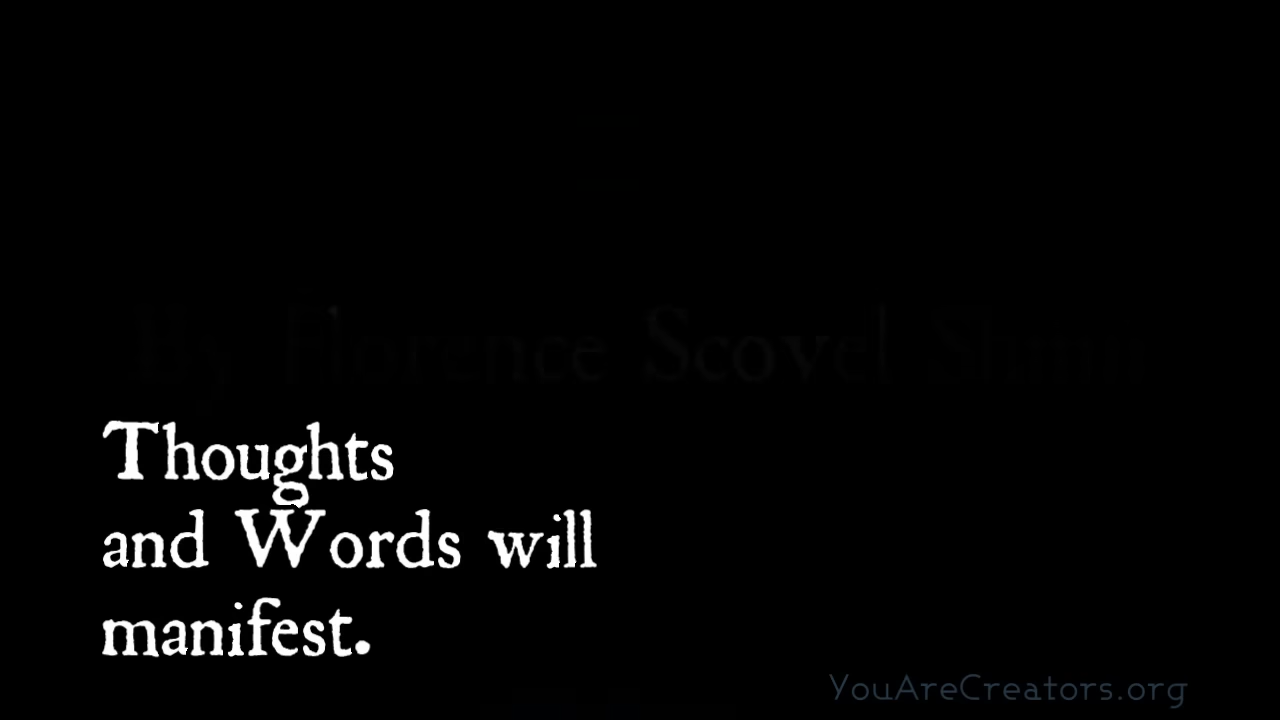 By Florence Scovel Shinn
Thoughts
and Words will
manifest.
YouAreCreators.org